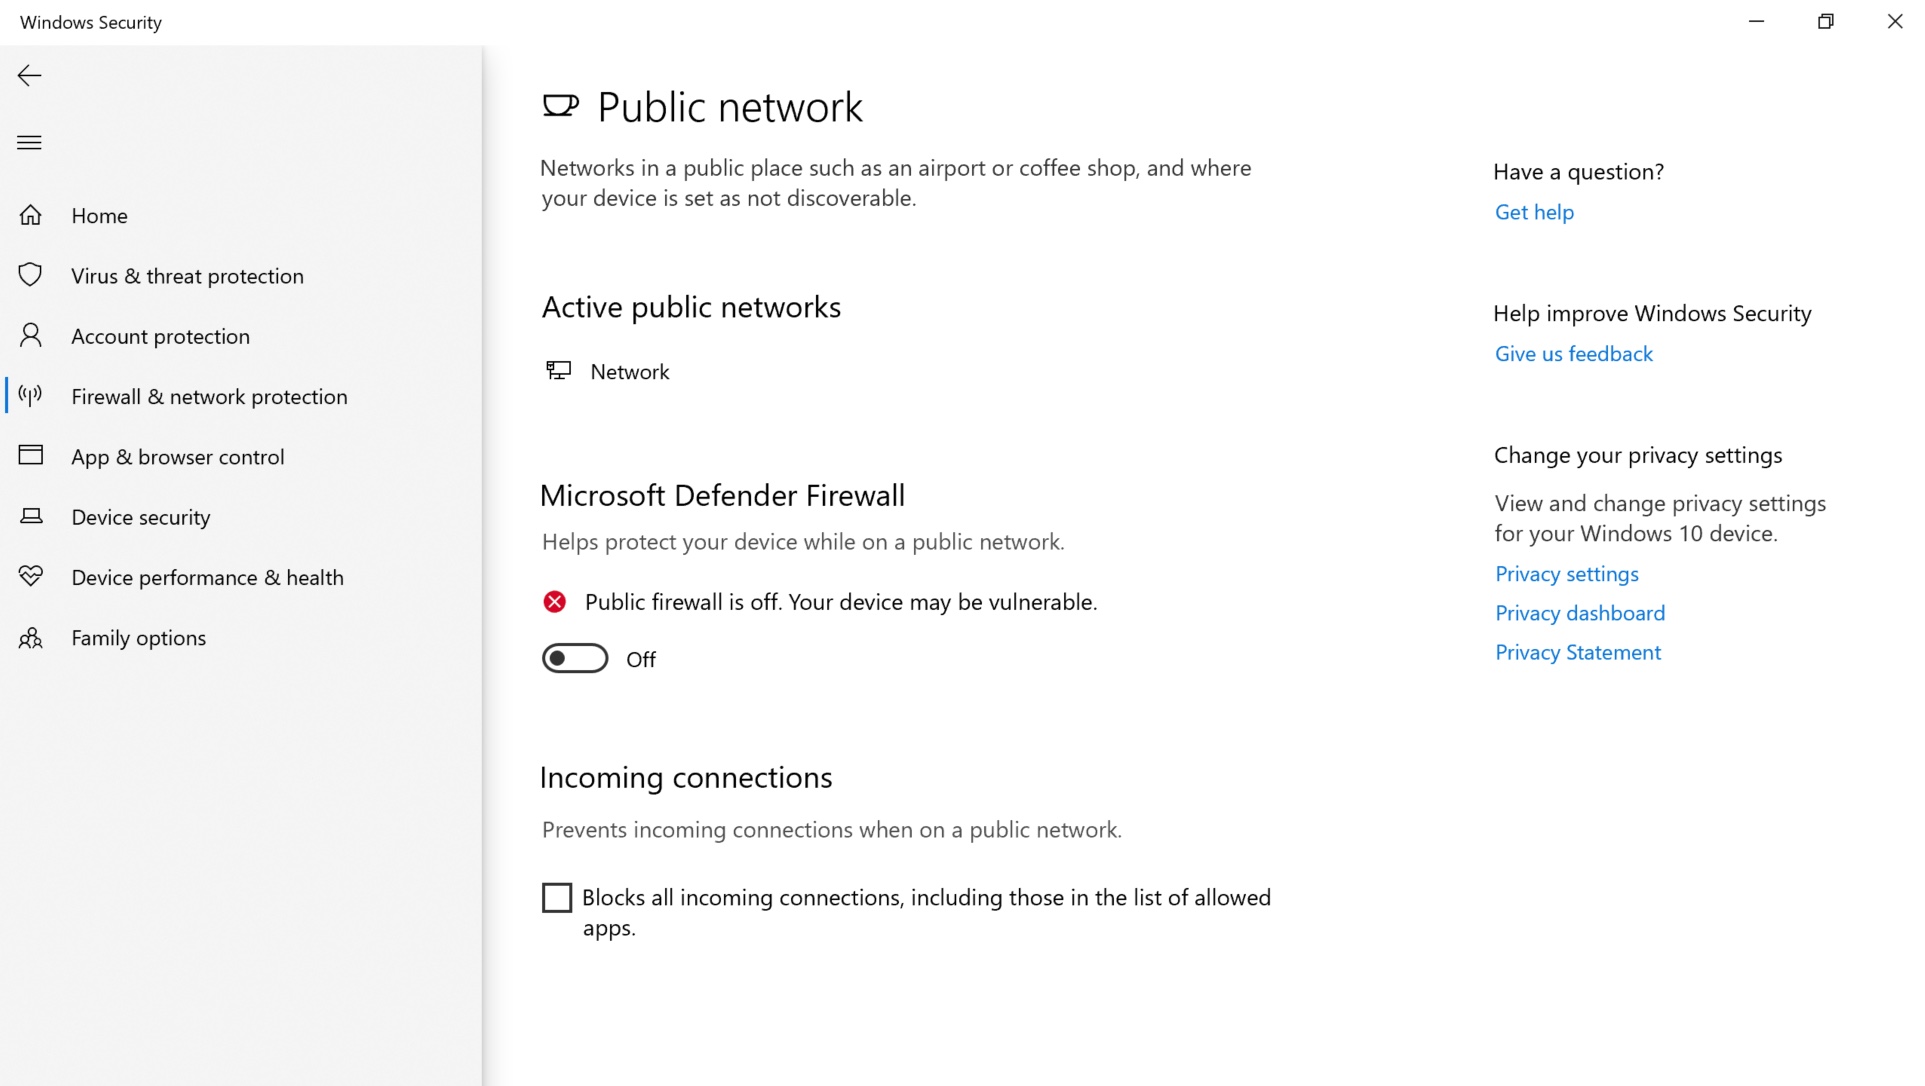 Windows Security
Home
Virus & threat protection
Account protection
Firewall & network protection
App & browser control
Device security
Device performance & health
Family options
Public network
Networks in a public place such as an airport or coffee shop, and where
your device is set as not discoverable.
Active public networks
Network
Microsoft Defender Firewall
Helps protect your device while on a public network.
Public firewall is off. Your device may be vulnerable.
Off
Incoming connections
Prevents incoming connections when on a public network.
Blocks all incoming connections, including those in the list of allowed
apps.
Have a question?
Get help
Help improve Windows Security
Give us feedback
Change your privacy settings
View and change privacy settings
for your Windows 10 device.
Privacy settings
Privacy dashboard
Privacy Statement